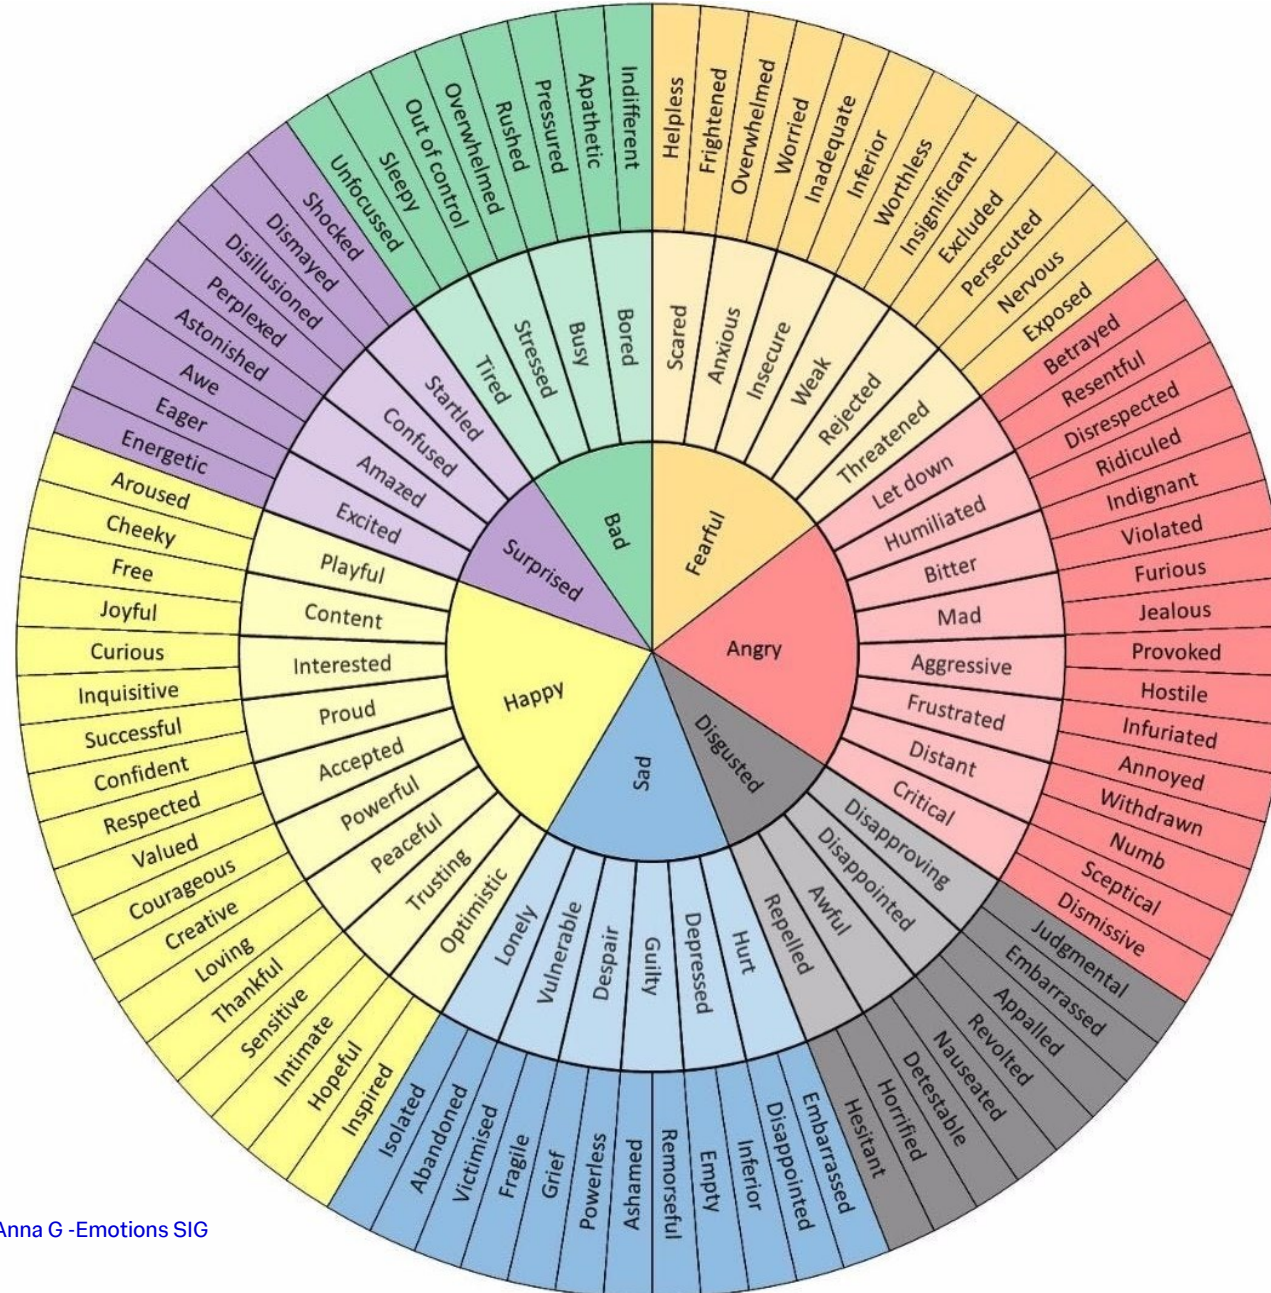 Bad
Fearful
Angry
Disgusted
Sad
Happy
Surprised
Tired
Stressed
Busy
Bored
Scared
Anxious
Insecure
Weak
Rejected
Threatened
Let down
Humiliated
Bitter
Mad
Aggressive
Frustrated
Distant
Critical
Disapproving
Disappointed
Awful
Repelled
Hurt
Depressed
Guilty
Despair
Vulnerable
Lonely
Optimistic
Trusting
Peaceful
Powerful
Accepted
Proud
Interested
Content
Playful
Excited
Amazed
Confused
Startled
Unfocussed
Sleepy
Out of control
Overwhelmed
Rushed
Pressured
Apathetic
Indifferent
Helpless
Frightened
Overwhelmed
Worried
Inadequate
Inferior
Worthless
Insignificant
Excluded
Persecuted
Nervous
Exposed
Betrayed
Resentful
Disrespected
Ridiculed
Indignant
Violated
Furious
Jealous
Provoked
Hostile
Infuriated
Annoyed
Withdrawn
Numb
Sceptical
Dismissive
Judgmental
Embarrassed
Appalled
Revolted
Nauseated
Detestable
Horrified
Hesitant
Embarrassed
Disappointed
Inferior
Empty
Remorseful
Ashamed
Powerless
Grief
Fragile
Victimised
Abandoned
Isolated
Inspired
Hopeful
Intimate
Sensitive
Thankful
Loving
Creative
Courageous
Valued
Respected
Confident
Successful
Inquisitive
Curious
Joyful
Free
Cheeky
Aroused
Energetic
Eager
Awe
Astonished
Perplexed
Disillusioned
Dismayed
Shocked
Anna G -Emotions SIG